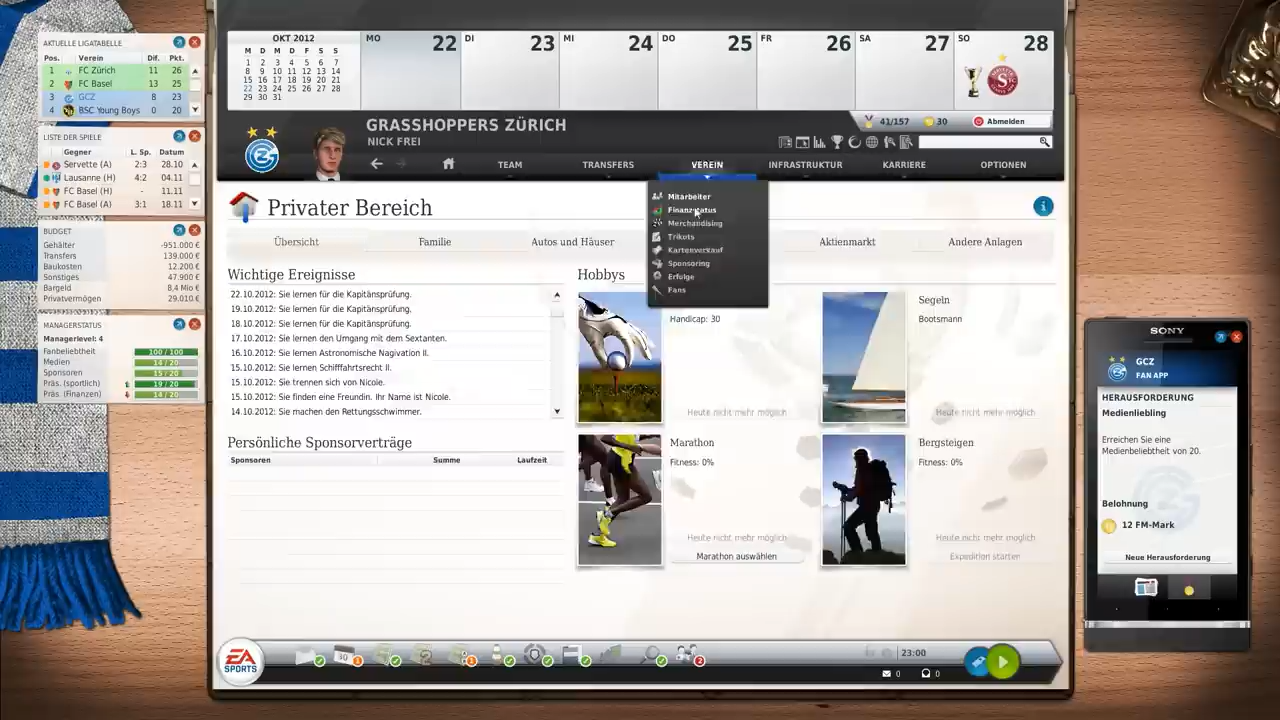 AKTUELLE LIGATABELLE
Pos. Verein Dif. Pkt.
1 FC Zürich 11 26
2 FC Basel 13 25
3 GCZ 8 23
4 BSC Young Boys 0 20
LISTE DER SPIELE
Gegner L. Sp. Datum
Servette (A) 2:3 28.10
Lausanne (H) 4:2 04.11
FC Basel (H) - 11.11
FC Basel (A) 3:1 18.11
BUDGET
Gehälter -951.000 €
Transfers 139.000 €
Baukosten 12.200 €
Sonstiges 47.900 €
Bargeld 8,4 Mio €
Privatvermögen 29.010 €
MANAGERSTATUS
Managerlevel: 4
Fanbeliebtheit 100 / 100
Medien 14 / 20
Sponsoren 15 / 20
Präs. (sportlich) 19 / 20
Präs. (Finanzen) 14 / 20
OKT 2012
M D M D F S S
1 2 3 4 5 6 7
8 9 10 11 12 13 14
15 16 17 18 19 20 21
22 23 24 25 26 27 28
29 30 31
MO 22 DI 23 MI 24 DO 25 FR 26 SA 27 SO 28
GRASSHOPPERS ZÜRICH
NICK FREI
41/157 30 Abmelden
TEAM TRANSFERS VEREIN INFRASTRUKTUR KARRIERE OPTIONEN
Mitarbeiter
Finanzstatus
Merchandising
Trikots
Kartenverkauf
Sponsoring
Erfolge
Fans
Privater Bereich
Übersicht Familie Autos und Häuser Aktienmarkt Andere Anlagen
Wichtige Ereignisse
22.10.2012: Sie lernen für die Kapitänsprüfung.
19.10.2012: Sie lernen für die Kapitänsprüfung.
18.10.2012: Sie lernen für die Kapitänsprüfung.
17.10.2012: Sie lernen den Umgang mit dem Sextanten.
16.10.2012: Sie lernen Astronomische Nagivation II.
15.10.2012: Sie lernen Schifffahrtsrecht II.
15.10.2012: Sie trennen sich von Nicole.
15.10.2012: Sie finden eine Freundin. Ihr Name ist Nicole.
14.10.2012: Sie machen den Rettungsschwimmer.
Persönliche Sponsorverträge
Sponsoren Summe Laufzeit
Hobbys
Handicap: 30
Heute nicht mehr möglich
Segeln
Bootsmann
Heute nicht mehr möglich
Marathon
Fitness: 0%
Heute nicht mehr möglich
Marathon auswählen
Bergsteigen
Fitness: 0%
Heute nicht mehr möglich
Expedition starten
SONY
GCZ
FAN APP
HERAUSFORDERUNG
Medienliebling
Erreichen Sie eine
Medienbeliebtheit von 20.
Belohnung
12 FM-Mark
Neue Herausforderung
EA
SPORTS
30 1 1 2
23:00
0 0